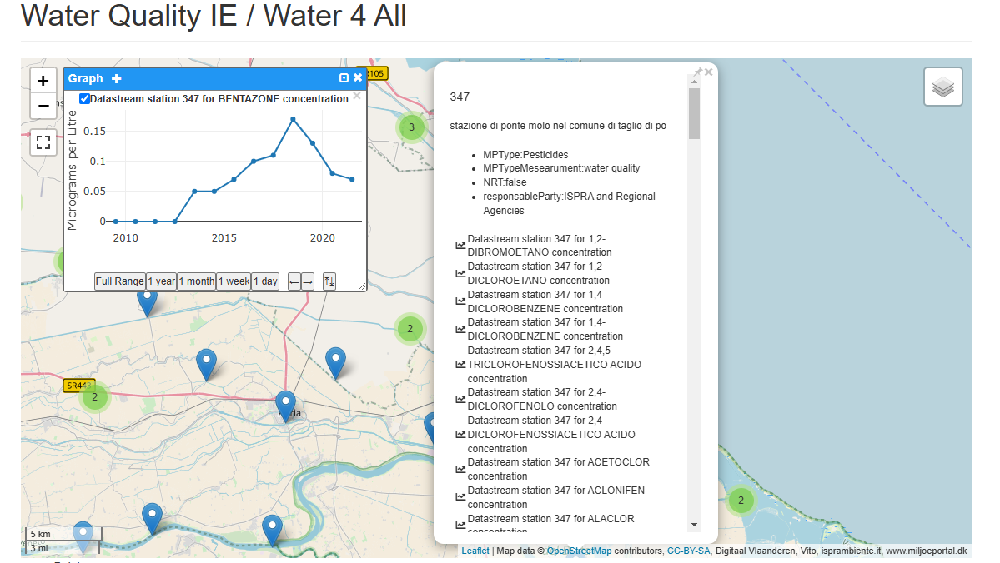 Water Quality IE / Water 4 All
+
−
Graph +
Datastream station 347 for BENTAZONE concentration
Micrograms per Litre
0.15
0.1
0.05
0
2010
2015
2020
Full Range 1 year 1 month 1 week 1 day ← →
347
stazione di ponte molo nel comune di taglio di po
MPType:Pesticides
MPTypeMesearument:water quality
NRT:false
responsableParty:ISPRA and Regional
Agencies
Datastream station 347 for 1,2-
DIBROMOETANO concentration
Datastream station 347 for 1,2-
DICLOROETANO concentration
Datastream station 347 for 1,4
DICLOROBENZENE concentration
Datastream station 347 for 1,4-
DICLOROBENZENE concentration
Datastream station 347 for 2,4,5-
TRICLOROFENOSSIACETICO ACIDO
concentration
Datastream station 347 for 2,4-
DICLOROFENOLO concentration
Datastream station 347 for 2,4-
DICLOROFENOSSIACETICO ACIDO
concentration
Datastream station 347 for ACETOCLOR
concentration
Datastream station 347 for ACLONIFEN
concentration
Datastream station 347 for ALACLOR
concentration
3
2
SR443
2
2
5 km
3 mi
Leaflet | Map data © OpenStreetMap contributors, CC-BY-SA, Digitaal Vlaanderen, Vito, isprambiente.it, www.miljoeportal.dk